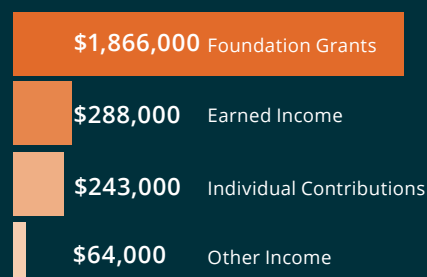 $1,866,000 Foundation Grants
$288,000 Earned Income
$243,000 Individual Contributions
$64,000 Other Income